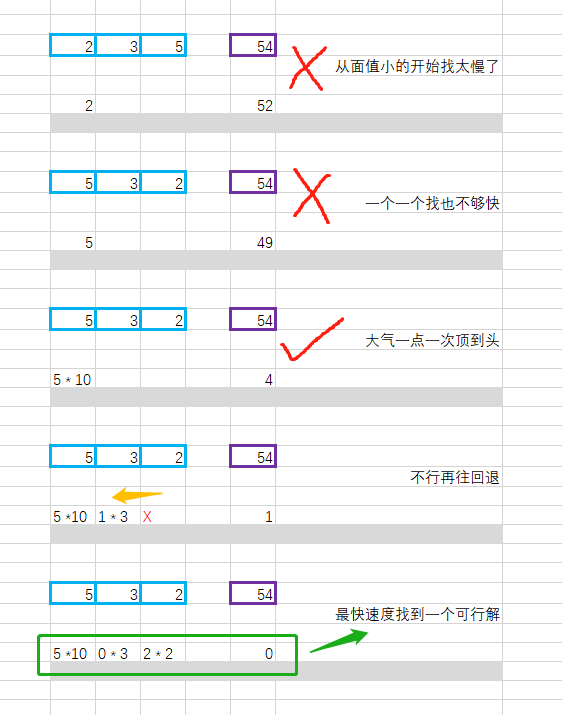 2 3 5 54
从面值小的开始找太慢了
2 52
5 3 2 54
一个一个找也不够快
5 49
5 3 2 54
大气一点一次顶到头
5 * 10 4
5 3 2 54
不行再往回退
5 *10 1 * 3 X 1
5 3 2 54
最快速度找到一个可行解
5 *10 0 * 3 2 * 2 0